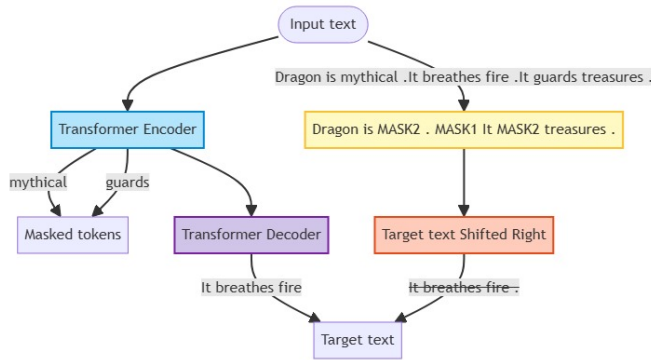 Input text
Dragon is mythical .It breathes fire .It guards treasures .
Transformer Encoder
Dragon is MASK2 . MASK1 It MASK2 treasures .
mythical
guards
Masked tokens
Transformer Decoder
Target text Shifted Right
It breathes fire
It breathes fire .
Target text